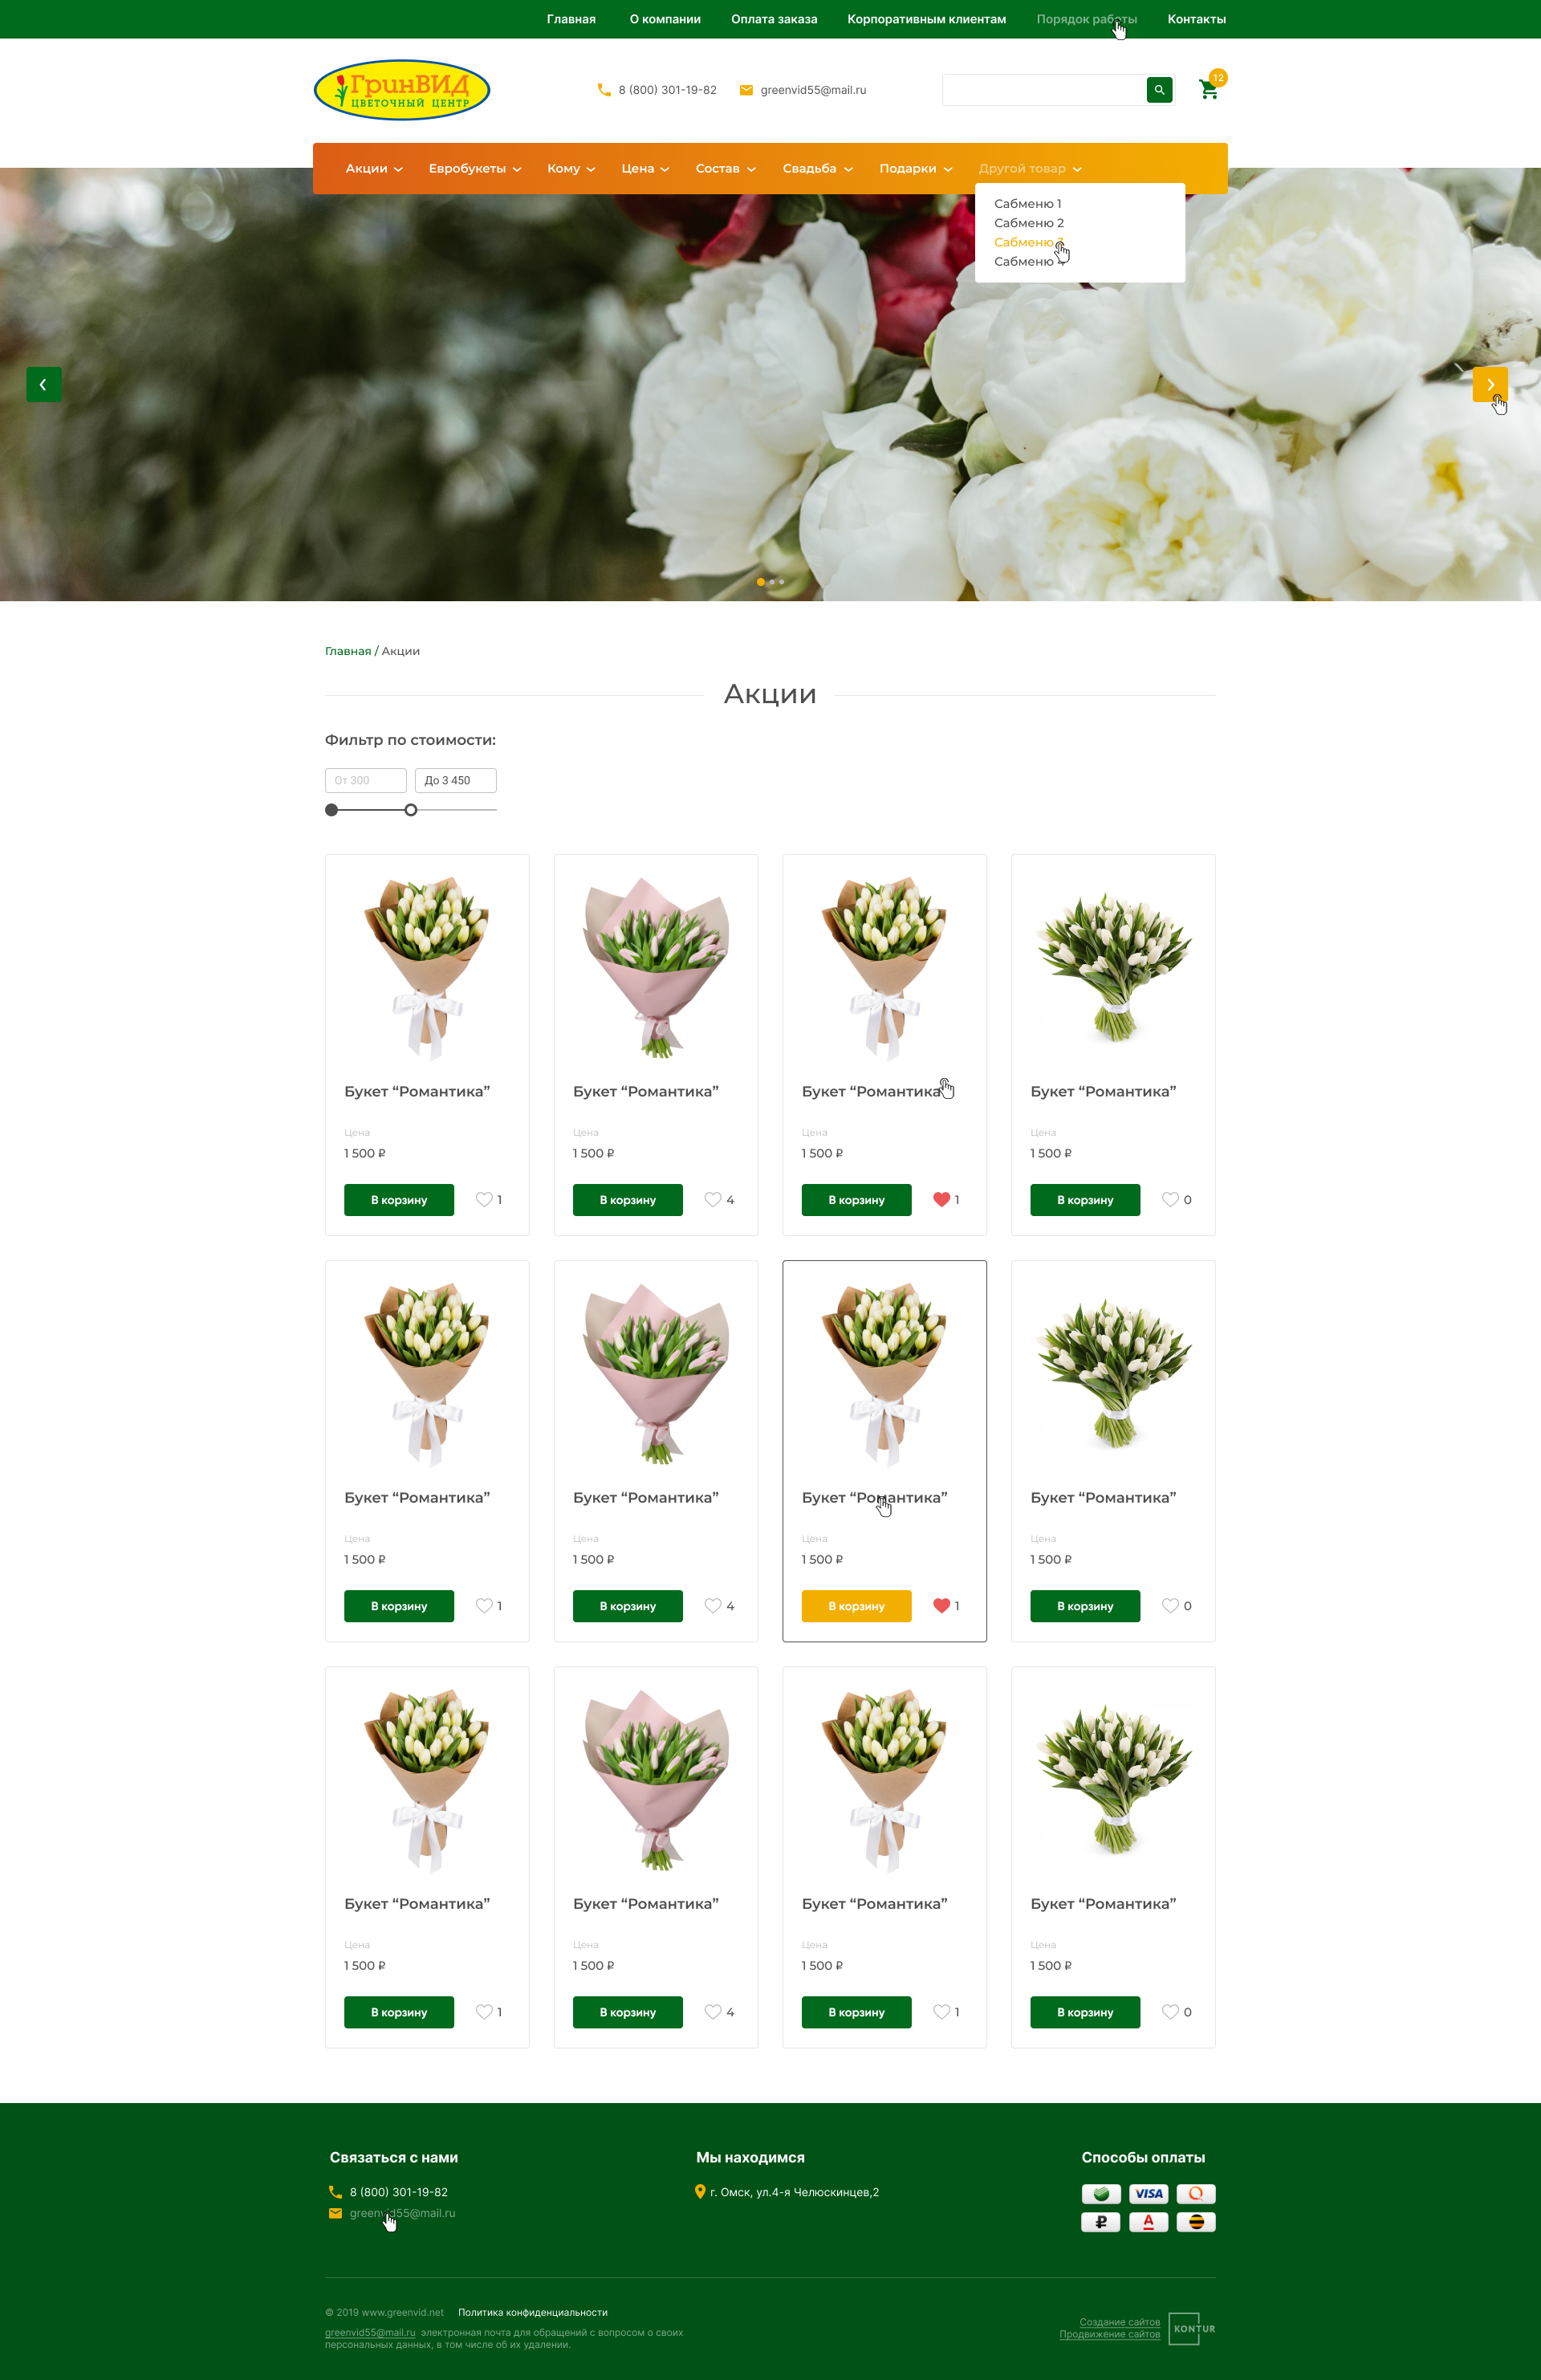 Главная О компании Оплата заказа Корпоративным клиентам Порядок работы Контакты
ГринВИД
ЦВЕТОЧНЫЙ ЦЕНТР
8 (800) 301-19-82 greenvid55@mail.ru
12
Акции Евробукеты Кому Цена Состав Свадьба Подарки Другой товар
Сабменю 1
Сабменю 2
Сабменю 3
Сабменю 4
Главная / Акции
Акции
Фильтр по стоимости:
От 300 До 3 450
Букет “Романтика” Букет “Романтика” Букет “Романтика” Букет “Романтика”
Цена Цена Цена Цена
1 500 ₽ 1 500 ₽ 1 500 ₽ 1 500 ₽
В корзину 1 В корзину 4 В корзину 1 В корзину 0
Букет “Романтика” Букет “Романтика” Букет “Романтика” Букет “Романтика”
Цена Цена Цена Цена
1 500 ₽ 1 500 ₽ 1 500 ₽ 1 500 ₽
В корзину 1 В корзину 4 В корзину 1 В корзину 0
Букет “Романтика” Букет “Романтика” Букет “Романтика” Букет “Романтика”
Цена Цена Цена Цена
1 500 ₽ 1 500 ₽ 1 500 ₽ 1 500 ₽
В корзину 1 В корзину 4 В корзину 1 В корзину 0
Связаться с нами Мы находимся Способы оплаты
8 (800) 301-19-82 г. Омск, ул.4-я Челюскинцев,2 VISA
greenvid55@mail.ru
© 2019 www.greenvid.net Политика конфиденциальности
greenvid55@mail.ru электронная почта для обращений с вопросом о своих
персональных данных, в том числе об их удалении.
Создание сайтов
Продвижение сайтов
KONTUR